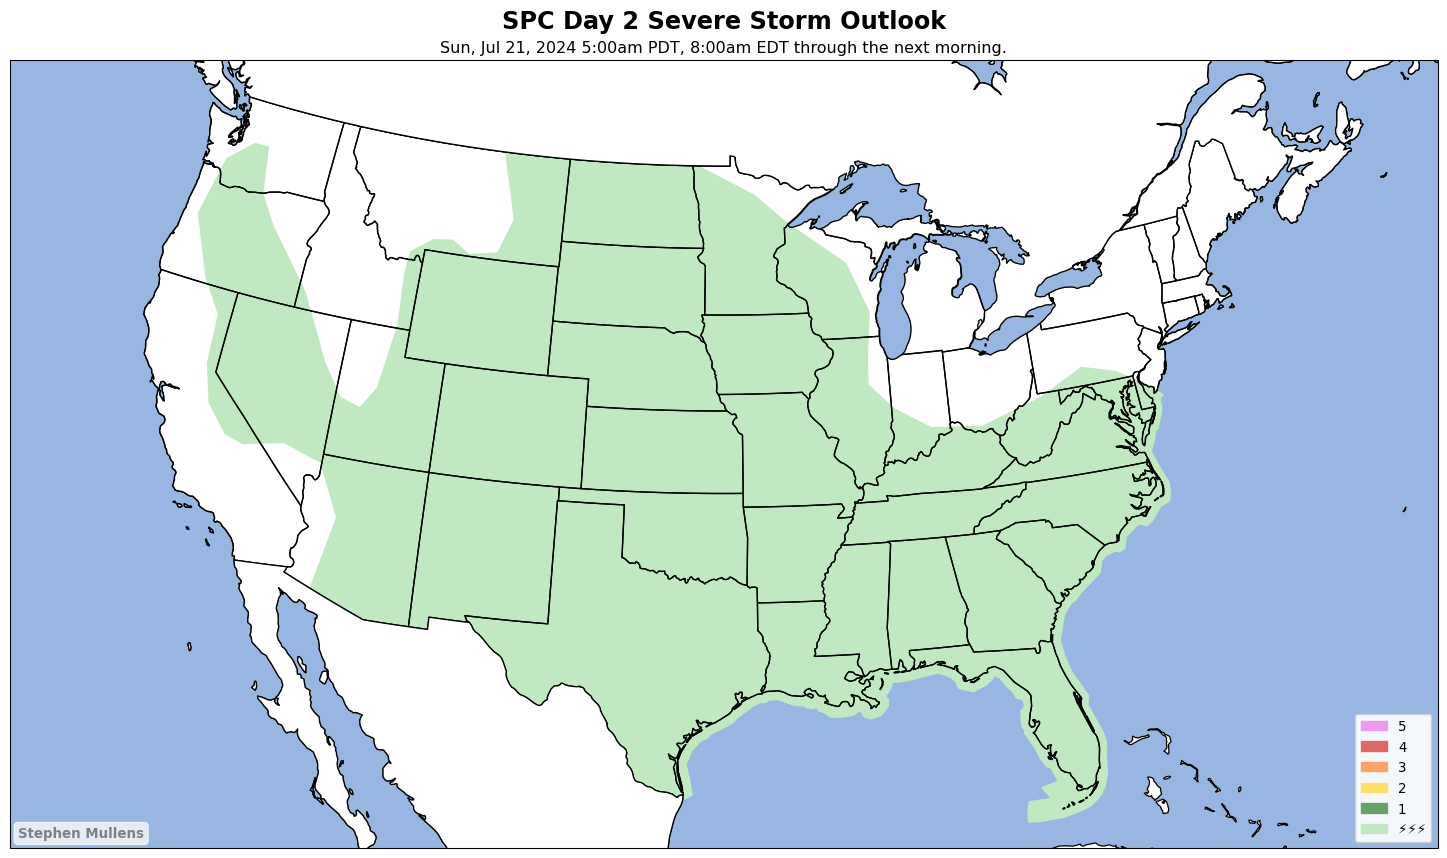 SPC Day 2 Severe Storm Outlook
Sun, Jul 21, 2024 5:00am PDT, 8:00am EDT through the next morning.
5
4
3
2
1
⚡⚡⚡
Stephen Mullens